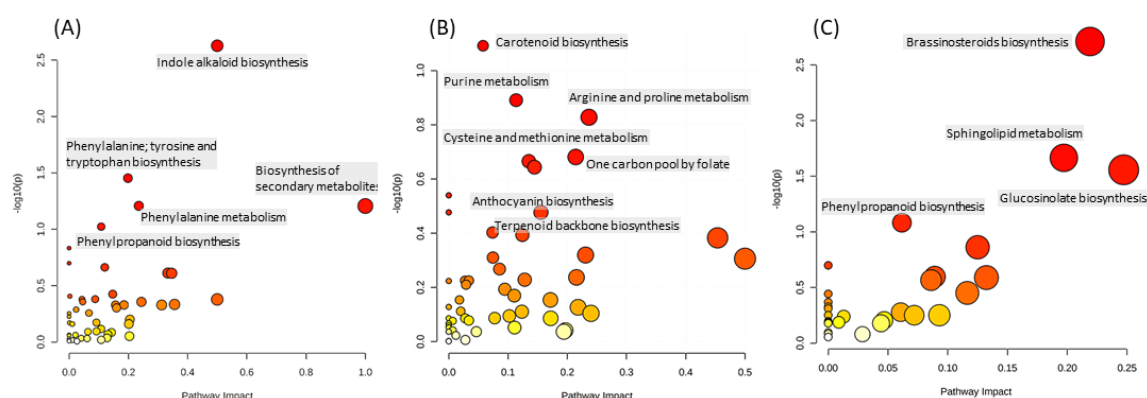 (A)
Indole alkaloid biosynthesis
Phenylalanine; tyrosine and
tryptophan biosynthesis
Biosynthesis of
secondary metabolites
Phenylalanine metabolism
Phenylpropanoid biosynthesis
-log10(p)
2.5
2.0
1.5
1.0
0.5
0.0
0.0
0.2
0.4
0.6
0.8
1.0
Pathway Impact
(B)
Carotenoid biosynthesis
Purine metabolism
Arginine and proline metabolism
Cysteine and methionine metabolism
One carbon pool by folate
Anthocyanin biosynthesis
Terpenoid backbone biosynthesis
-log10(p)
1.0
0.8
0.6
0.4
0.2
0.0
0.0
0.1
0.2
0.3
0.4
0.5
Pathway Impact
(C)
Brassinosteroids biosynthesis
Sphingolipid metabolism
Glucosinolate biosynthesis
Phenylpropanoid biosynthesis
-log10(p)
2.5
2.0
1.5
1.0
0.5
0.0
0.00
0.05
0.10
0.15
0.20
0.25
Pathway Impact